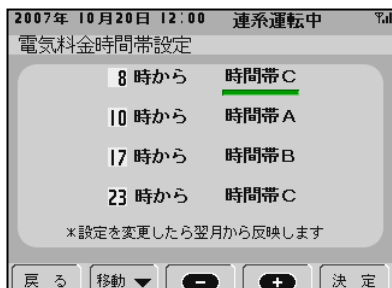 2007年 10月20日 12:00 連系運転中
電気料金時間帯設定
8 時から 時間帯C
10 時から 時間帯A
17 時から 時間帯B
23 時から 時間帯C
*設定を変更したら翌月から反映します
戻 る 移動 ▼ - + 決 定